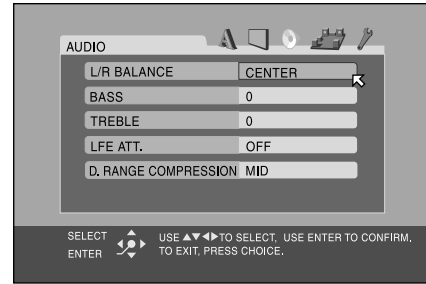 AUDIO
L/R BALANCE CENTER
BASS 0
TREBLE 0
LFE ATT. OFF
D. RANGE COMPRESSION MID
SELECT USE ▲▼◀▶TO SELECT, USE ENTER TO CONFIRM.
ENTER TO EXIT, PRESS CHOICE.